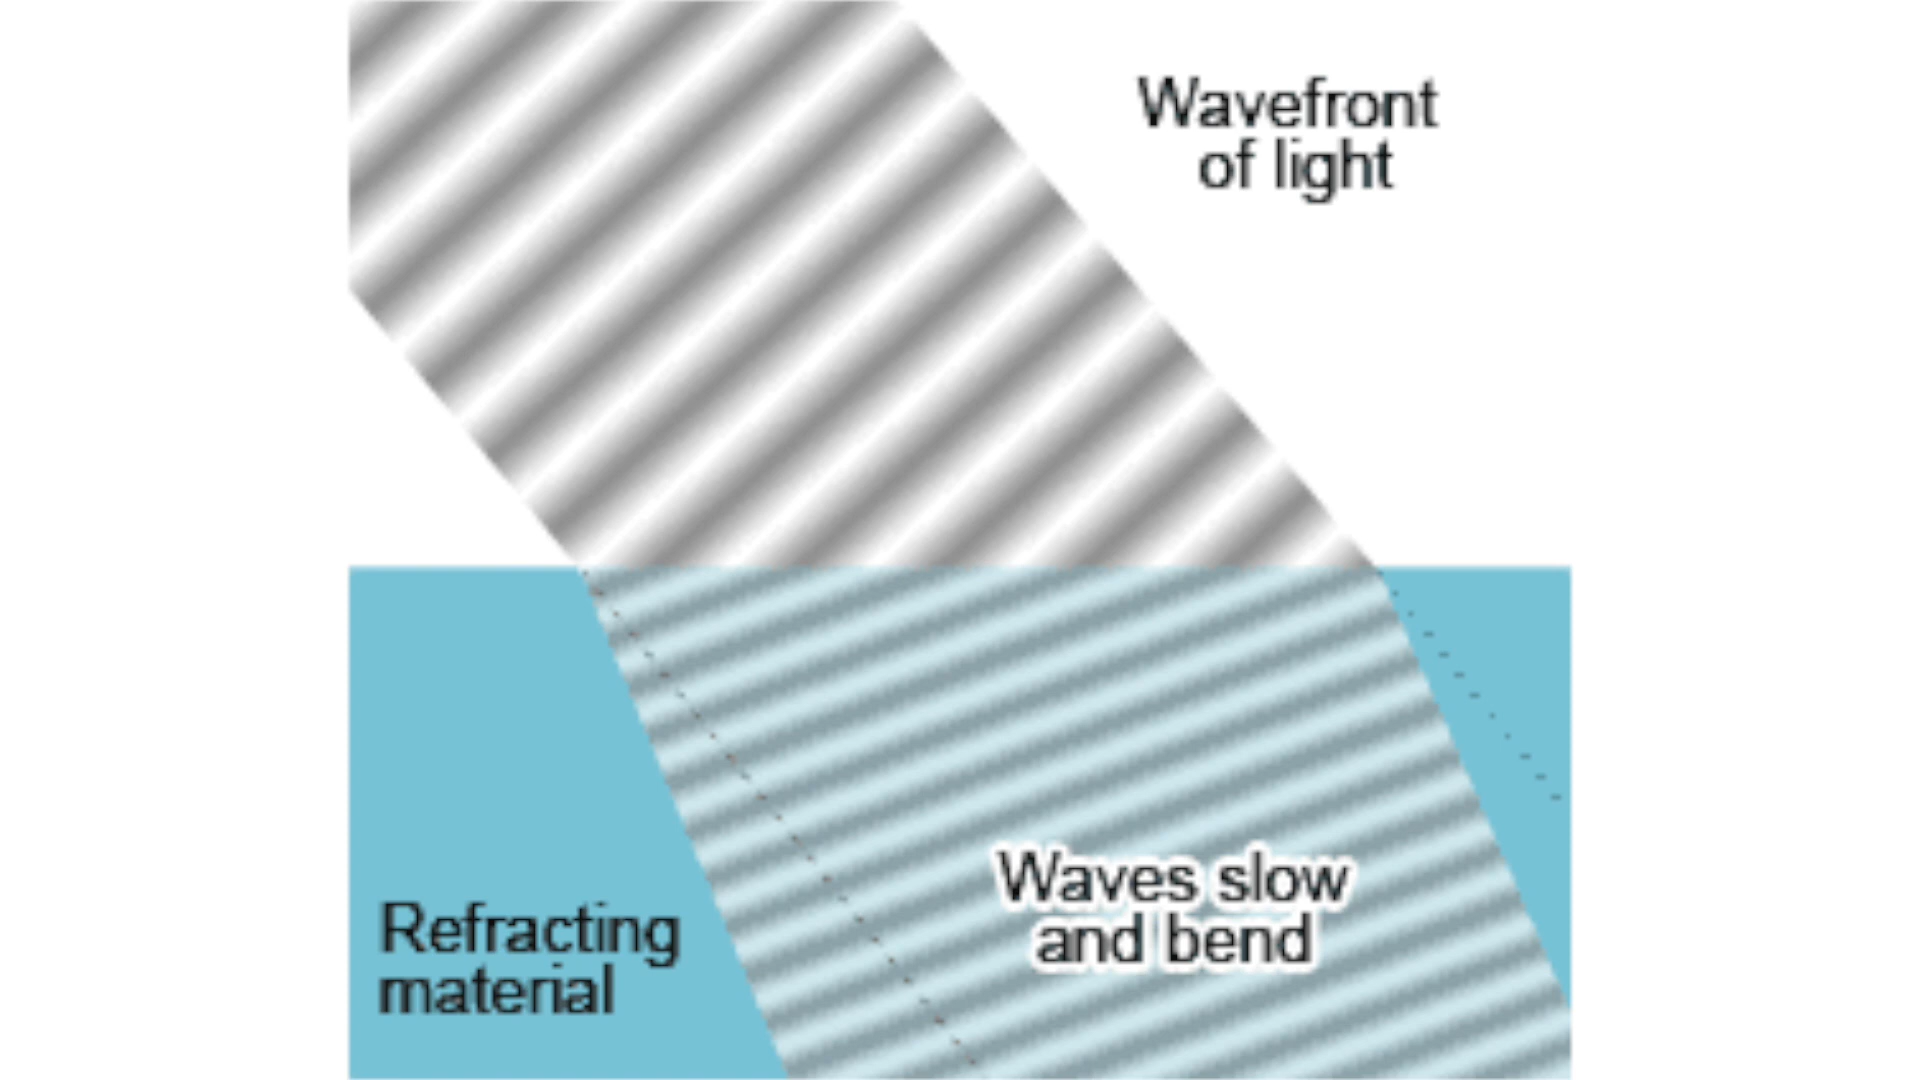 Wavefront
of light
Waves slow
and bend
Refracting
material